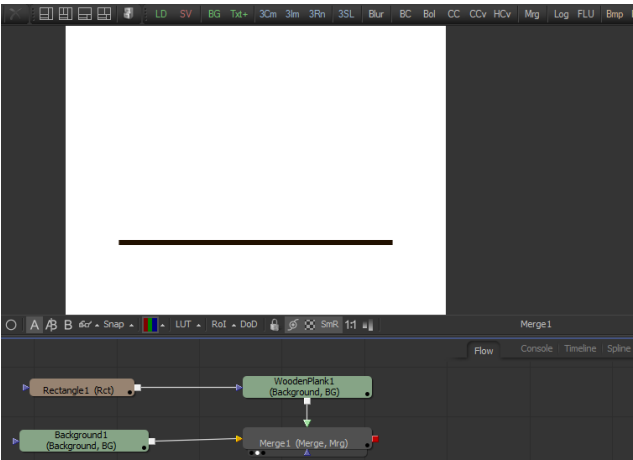 LD SV BG Txt+ 3Cm 3Im 3Rn 3SL Blur BC Bol CC CCv HCv Mrg Log FLU Bmp
A A/B B Snap LUT RoI DoD SmR 1:1 Merge1
Flow Console Timeline Spline
Rectangle1 (Rct)
WoodenPlank1
(Background, BG)
Background1
(Background, BG)
Merge1 (Merge, Mrg)